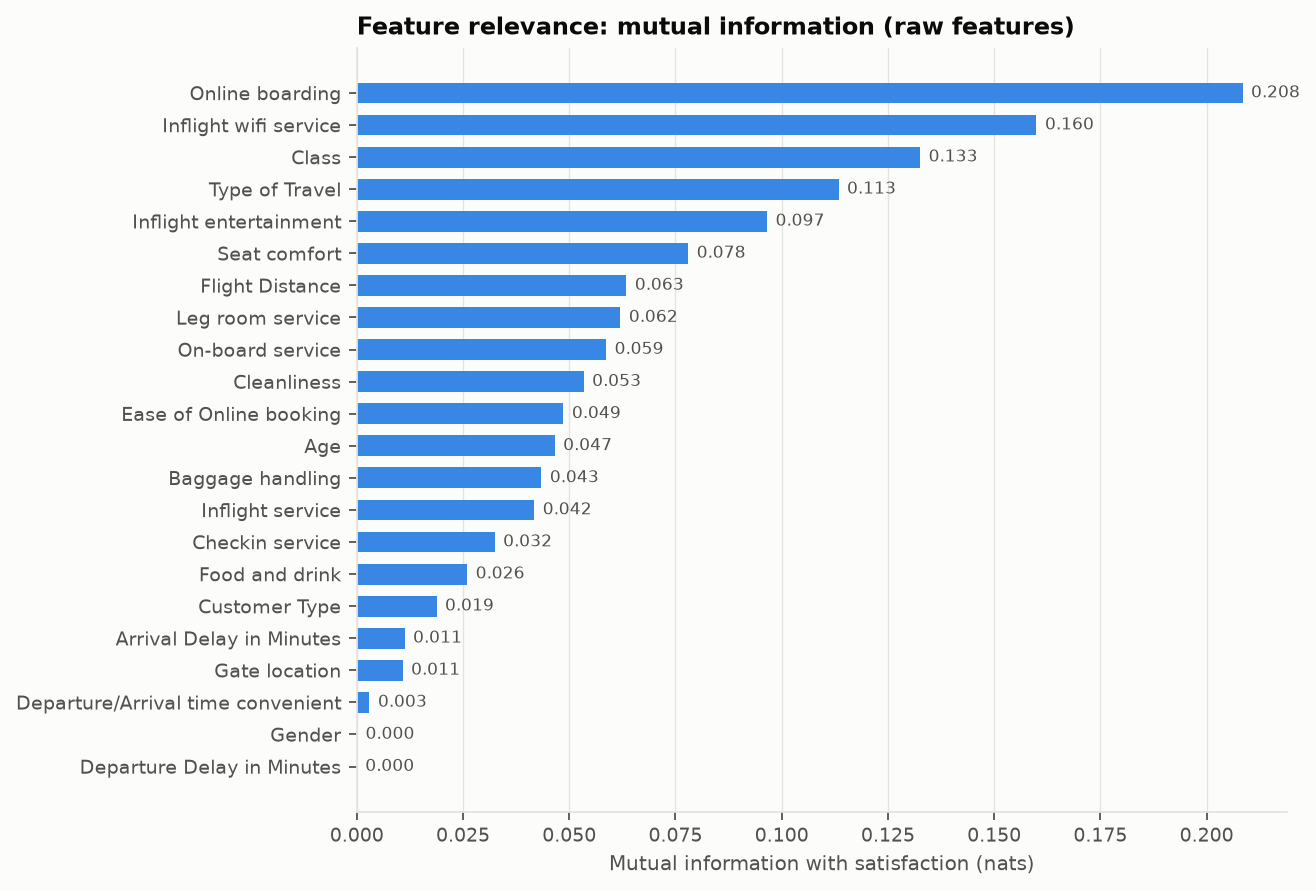 Feature relevance: mutual information (raw features)
Online boarding 0.208
Inflight wifi service 0.160
Class 0.133
Type of Travel 0.113
Inflight entertainment 0.097
Seat comfort 0.078
Flight Distance 0.063
Leg room service 0.062
On-board service 0.059
Cleanliness 0.053
Ease of Online booking 0.049
Age 0.047
Baggage handling 0.043
Inflight service 0.042
Checkin service 0.032
Food and drink 0.026
Customer Type 0.019
Arrival Delay in Minutes 0.011
Gate location 0.011
Departure/Arrival time convenient 0.003
Gender 0.000
Departure Delay in Minutes 0.000
0.000 0.025 0.050 0.075 0.100 0.125 0.150 0.175 0.200
Mutual information with satisfaction (nats)